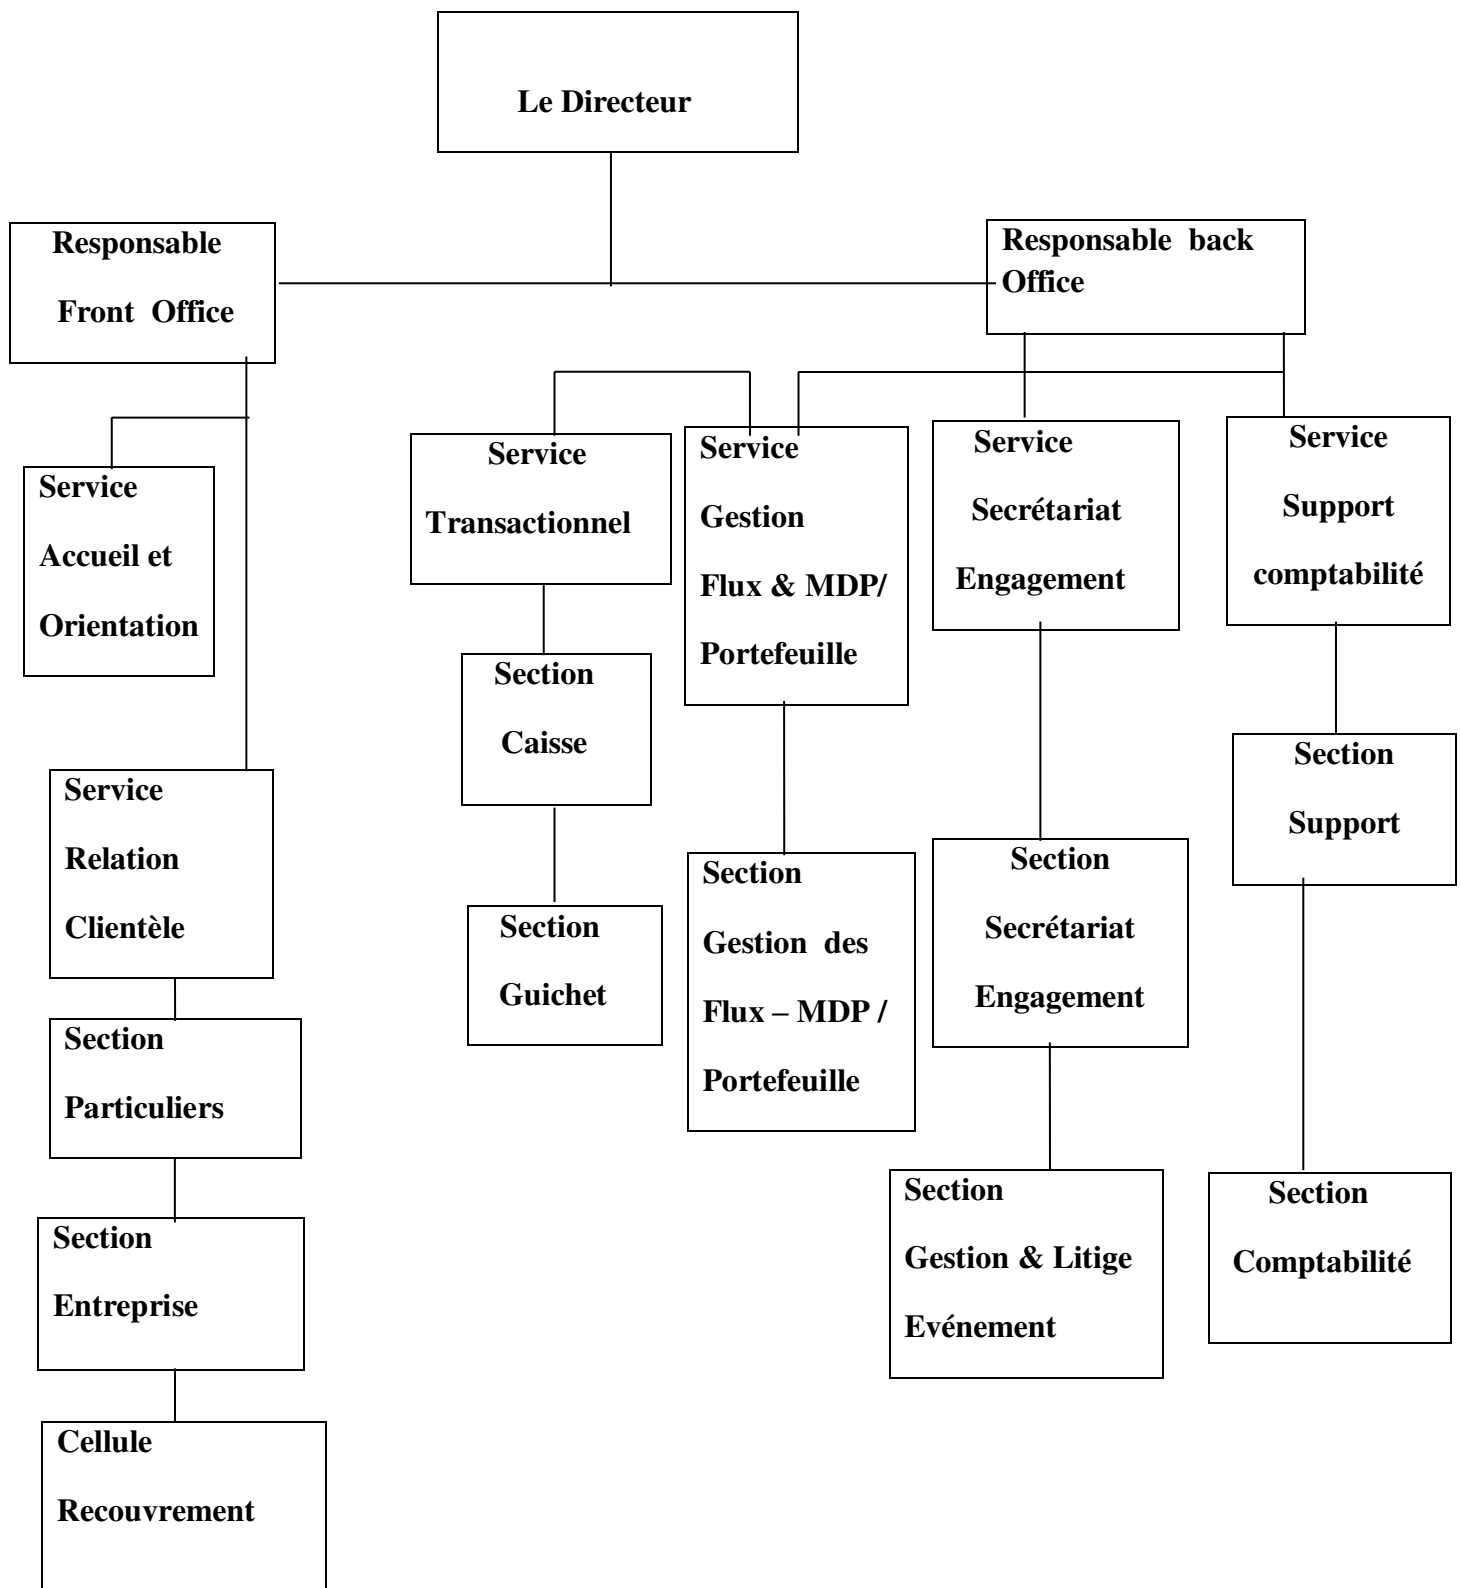 Le Directeur
Responsable
Front Office
Responsable back
Office
Service
Accueil et
Orientation
Service
Relation
Clientèle
Section
Particuliers
Section
Entreprise
Cellule
Recouvrement
Service
Transactionnel
Section
Caisse
Section
Guichet
Service
Gestion
Flux & MDP/
Portefeuille
Section
Gestion des
Flux – MDP /
Portefeuille
Service
Secrétariat
Engagement
Section
Secrétariat
Engagement
Section
Gestion & Litige
Evénement
Service
Support
comptabilité
Section
Support
Section
Comptabilité